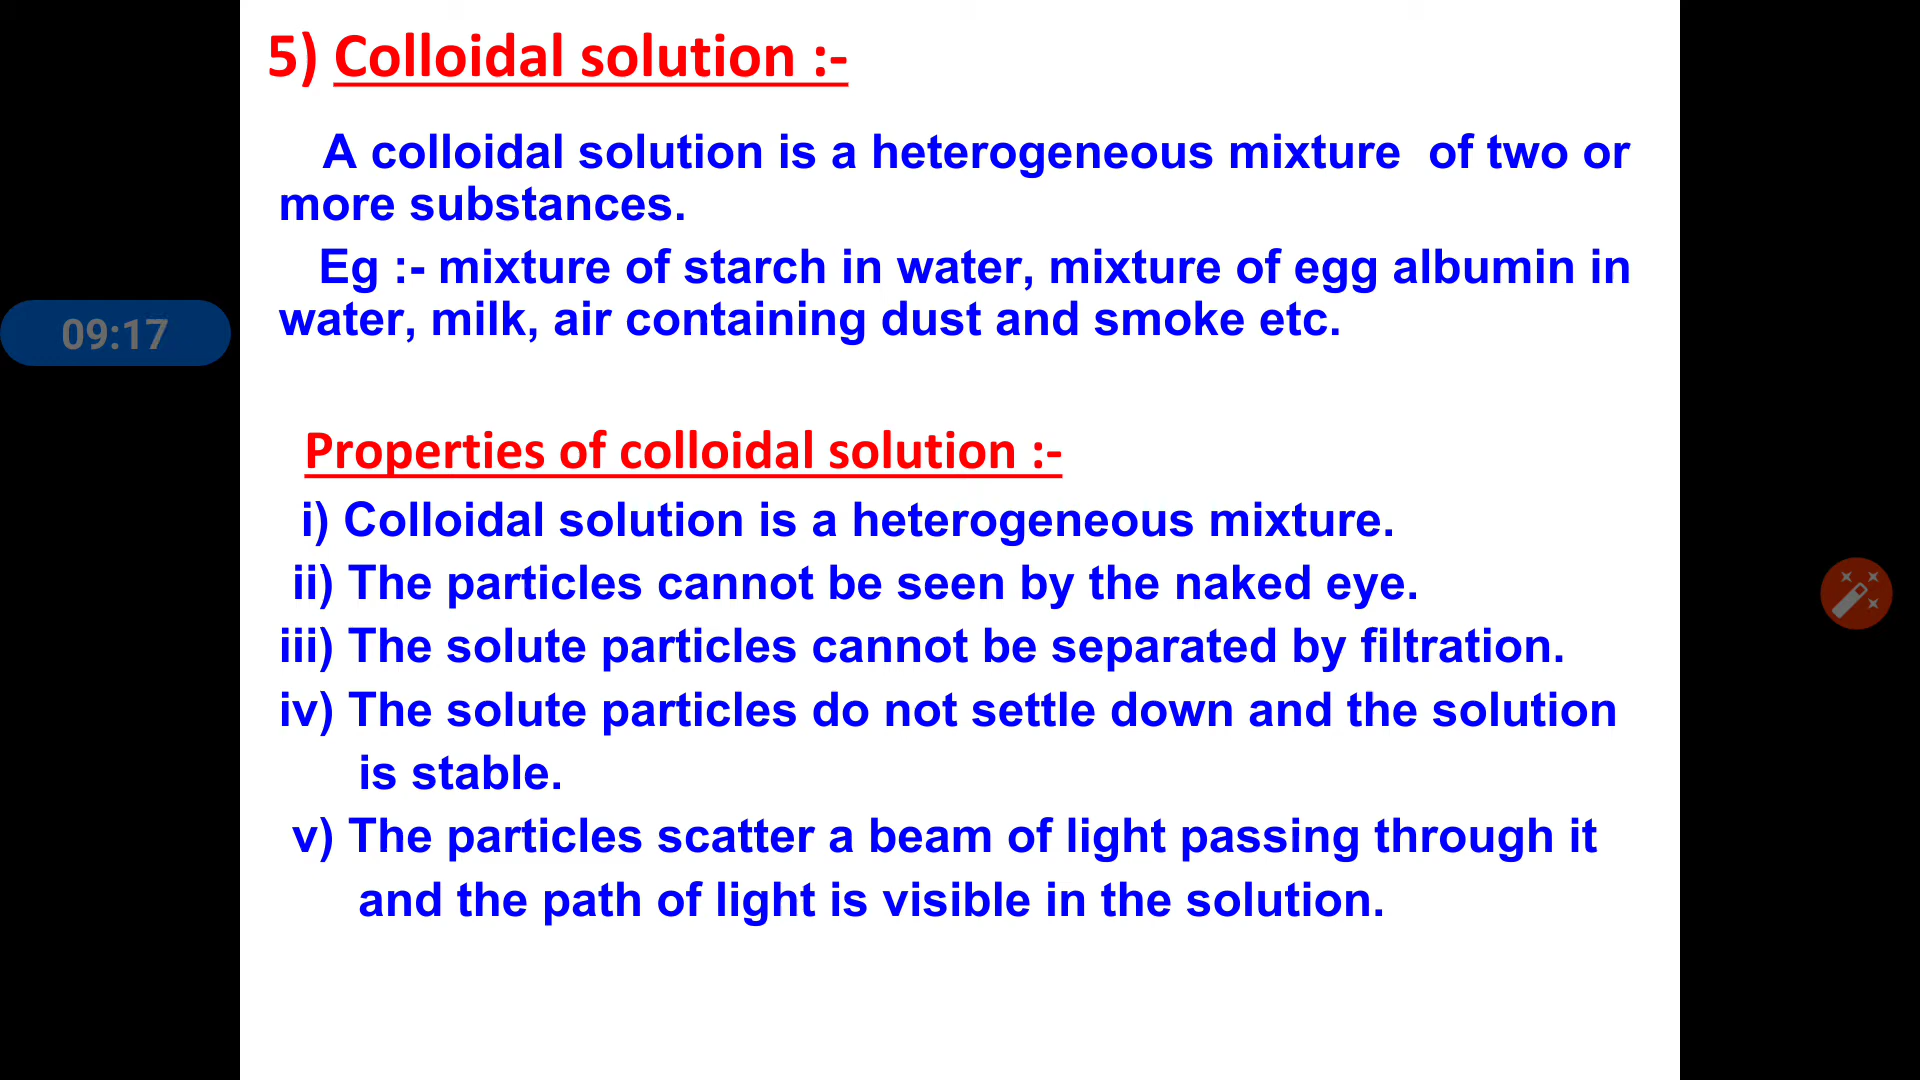 5) Colloidal solution :-
A colloidal solution is a heterogeneous mixture of two or
more substances.
Eg :- mixture of starch in water, mixture of egg albumin in
water, milk, air containing dust and smoke etc.
09:17
Properties of colloidal solution :-
i) Colloidal solution is a heterogeneous mixture.
ii) The particles cannot be seen by the naked eye.
iii) The solute particles cannot be separated by filtration.
iv) The solute particles do not settle down and the solution
is stable.
v) The particles scatter a beam of light passing through it
and the path of light is visible in the solution.